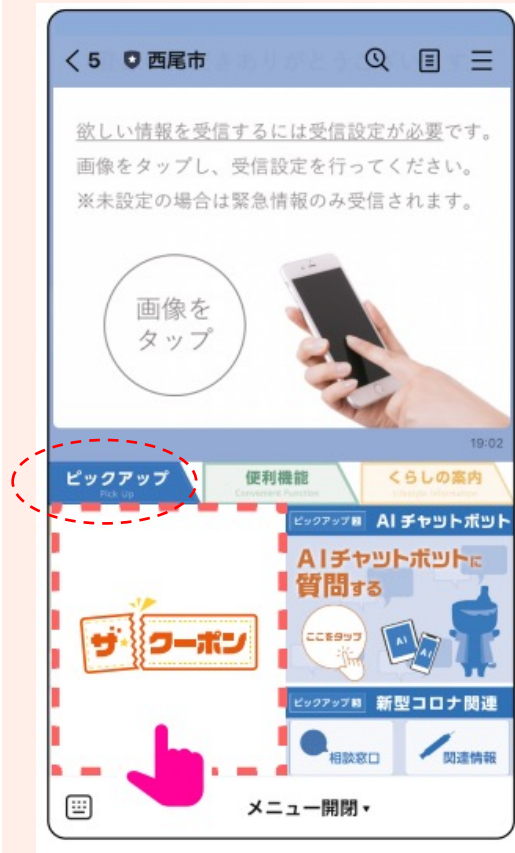 5 西尾市
欲しい情報を受信するには受信設定が必要です。
画像をタップし、受信設定を行ってください。
※未設定の場合は緊急情報のみ受信されます。
画像を
タップ
19:02
ピックアップ
Pick Up
便利機能
Convenient Function
くらしの案内
Lifestyle Information
ザ・クーポン
ピックアップ2 AIチャットボット
AIチャットボットに
質問する
ここをタップ
AI
AI
ピックアップ3 新型コロナ関連
相談窓口
関連情報
メニュー開閉▾